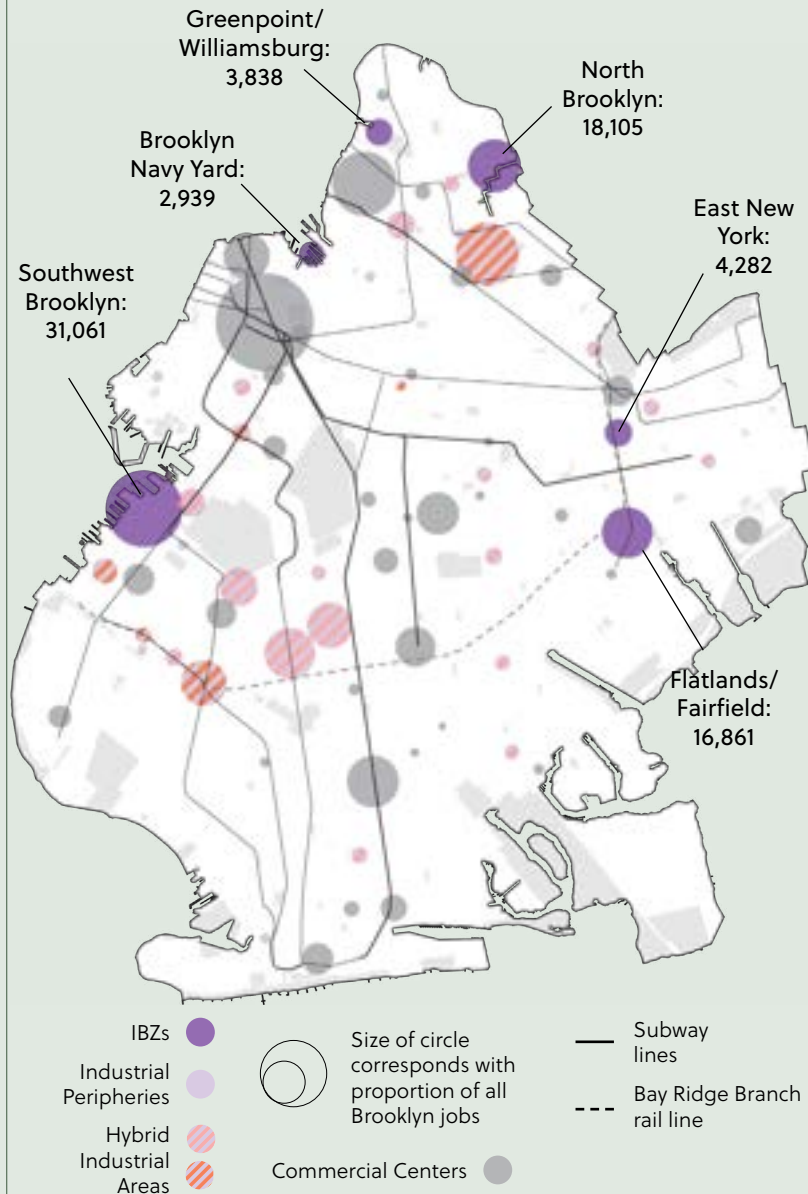 Greenpoint/
Williamsburg:
3,838
North
Brooklyn:
18,105
Brooklyn
Navy Yard:
2,939
East New
York:
4,282
Southwest
Brooklyn:
31,061
Flatlands/
Fairfield:
16,861
IBZs
Industrial
Peripheries
Hybrid
Industrial
Areas
Size of circle
corresponds with
proportion of all
Brooklyn jobs
Commercial Centers
Subway
lines
Bay Ridge Branch
rail line